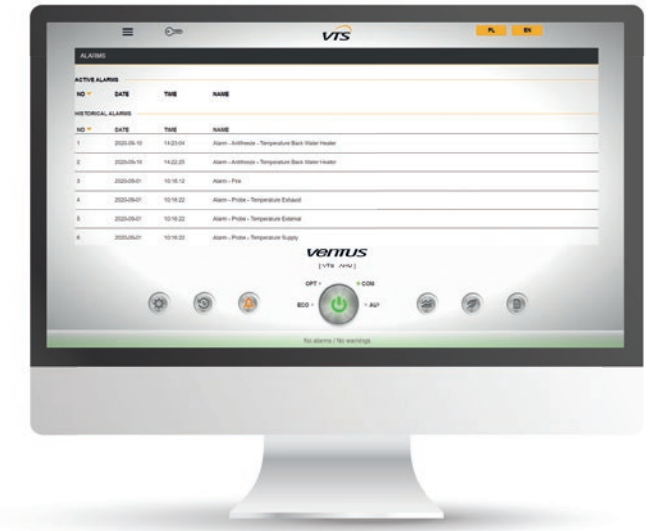 VTS
PL EN
ALARMS
ACTIVE ALARMS
NO DATE TIME NAME
HISTORICAL ALARMS
NO DATE TIME NAME
1 2020-09-10 14:23:04 Alarm - Antifreeze - Temperature Back Water Heater
2 2020-09-10 14:22:25 Alarm - Antifreeze - Temperature Back Water Heater
3 2020-09-01 10:16:12 Alarm - Fire
4 2020-09-01 10:16:22 Alarm - Probe - Temperature Exhaust
5 2020-09-01 10:16:22 Alarm - Probe - Temperature External
6 2020-09-01 10:16:22 Alarm - Probe - Temperature Supply
VENTUS
[VTS AHU]
OPT COM
ECO
No alarms / No warnings